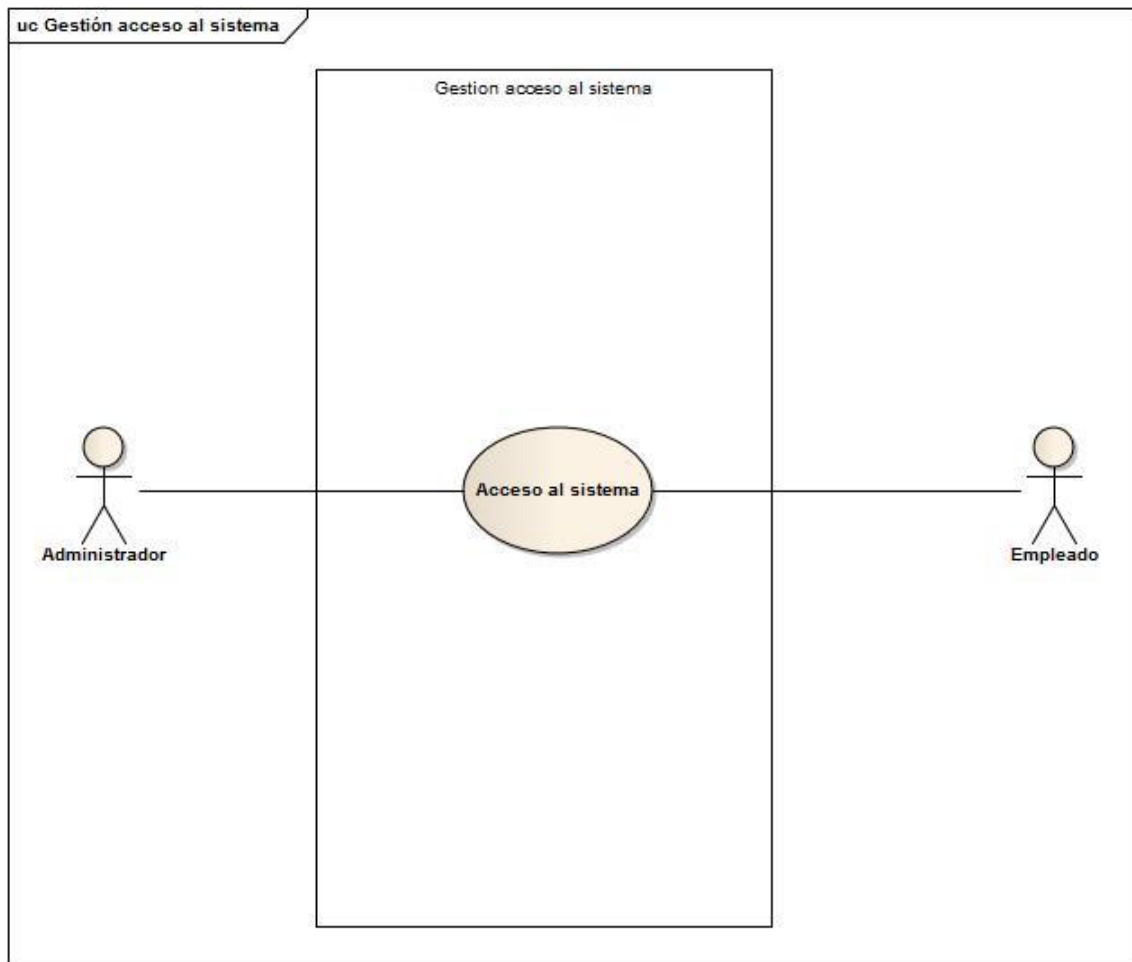 uc Gestión acceso al sistema
Gestion acceso al sistema
Acceso al sistema
Administrador
Empleado